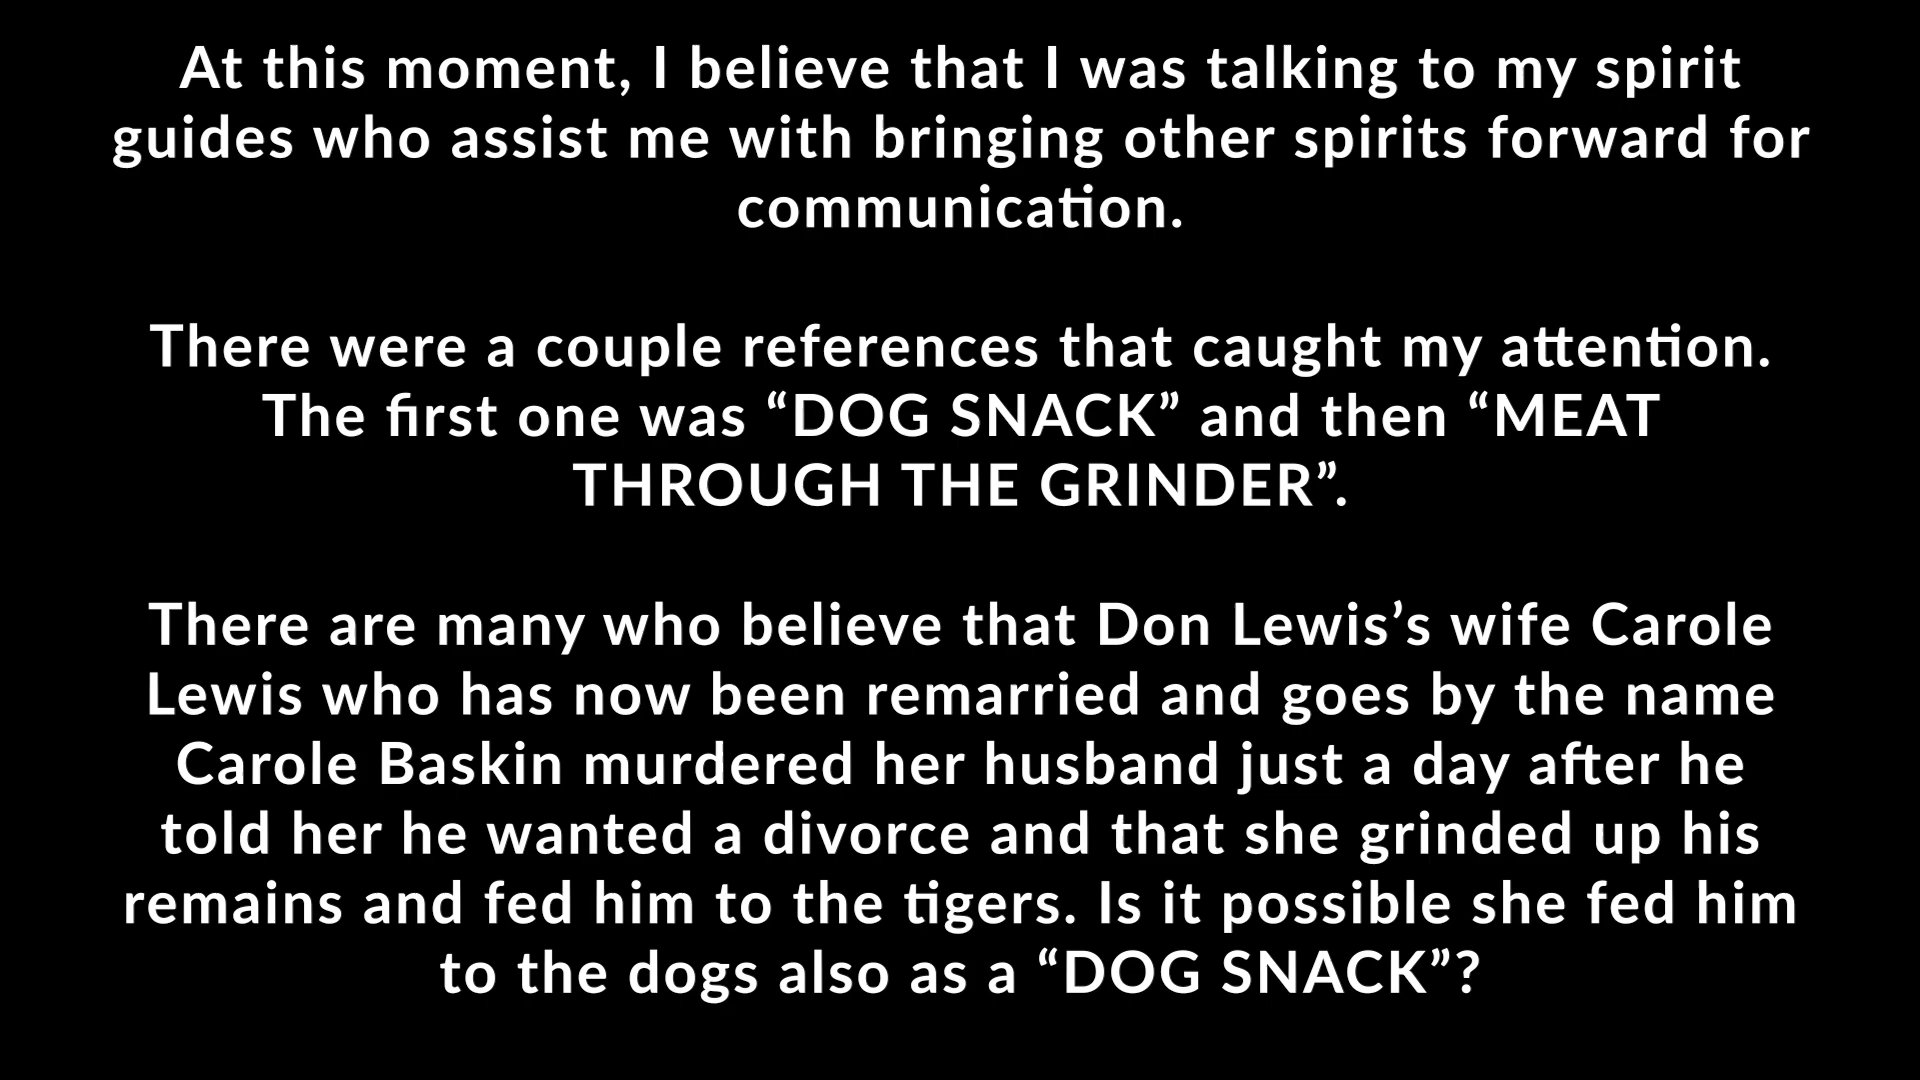 At this moment, I believe that I was talking to my spirit
guides who assist me with bringing other spirits forward for
communication.
There were a couple references that caught my attention.
The first one was “DOG SNACK” and then “MEAT
THROUGH THE GRINDER”.
There are many who believe that Don Lewis’s wife Carole
Lewis who has now been remarried and goes by the name
Carole Baskin murdered her husband just a day after he
told her he wanted a divorce and that she grinded up his
remains and fed him to the tigers. Is it possible she fed him
to the dogs also as a “DOG SNACK”?